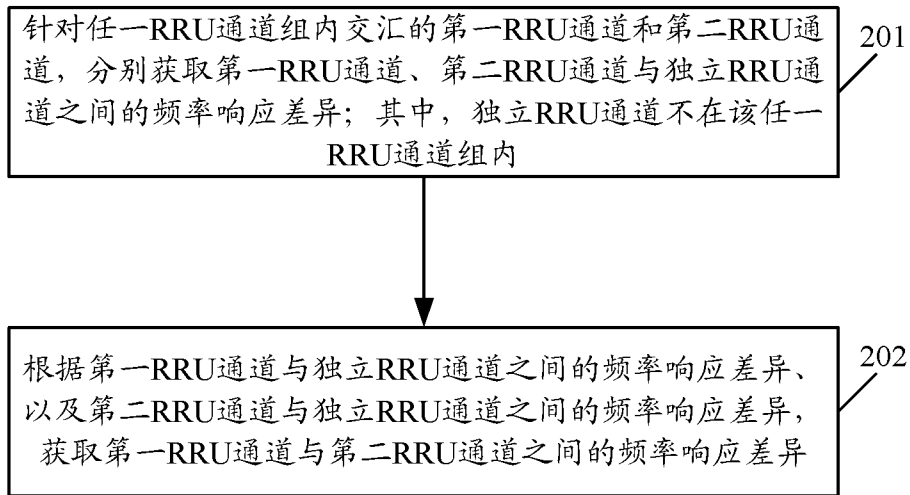 针对任一RRU通道组内交汇的第一RRU通道和第二RRU通
道，分别获取第一RRU通道、第二RRU通道与独立RRU通
道之间的频率响应差异；其中，独立RRU通道不在该任一
RRU通道组内
201
根据第一RRU通道与独立RRU通道之间的频率响应差异、
以及第二RRU通道与独立RRU通道之间的频率响应差异，
获取第一RRU通道与第二RRU通道之间的频率响应差异
202